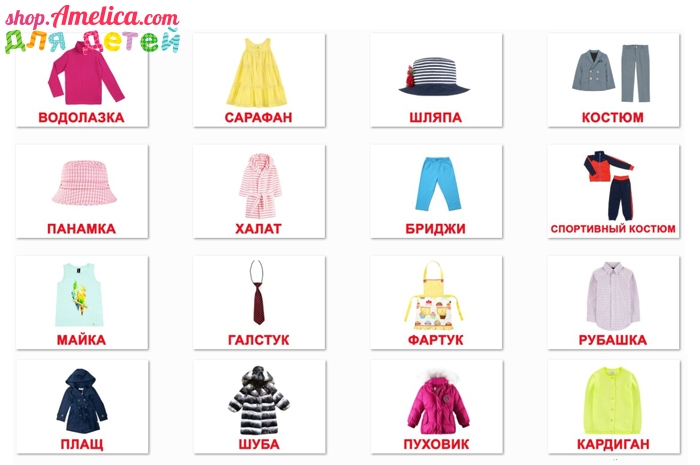 shop.Amelica.com
для детей
ВОДОЛАЗКА
САРАФАН
ШЛЯПА
КОСТЮМ
ПАНАМКА
ХАЛАТ
БРИДЖИ
СПОРТИВНЫЙ КОСТЮМ
МАЙКА
ГАЛСТУК
ФАРТУК
РУБАШКА
ПЛАЩ
ШУБА
ПУХОВИК
КАРДИГАН